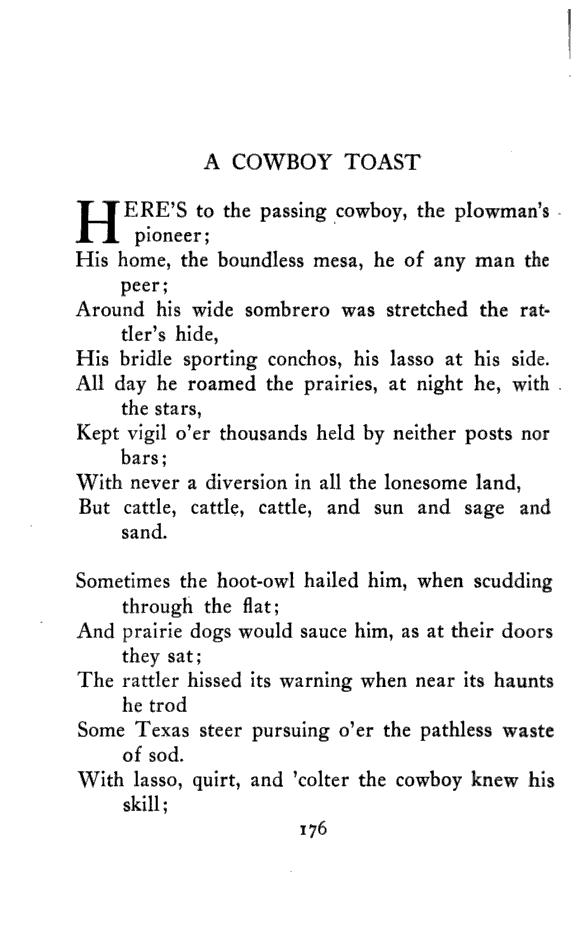 A COWBOY TOAST
HERE'S to the passing cowboy, the plowman's
pioneer;
His home, the boundless mesa, he of any man the
peer;
Around his wide sombrero was stretched the rat-
tler's hide,
His bridle sporting conchos, his lasso at his side.
All day he roamed the prairies, at night he, with
the stars,
Kept vigil o'er thousands held by neither posts nor
bars;
With never a diversion in all the lonesome land,
But cattle, cattle, cattle, and sun and sage and
sand.
Sometimes the hoot-owl hailed him, when scudding
through the flat;
And prairie dogs would sauce him, as at their doors
they sat;
The rattler hissed its warning when near its haunts
he trod
Some Texas steer pursuing o'er the pathless waste
of sod.
With lasso, quirt, and 'colter the cowboy knew his
skill;
176